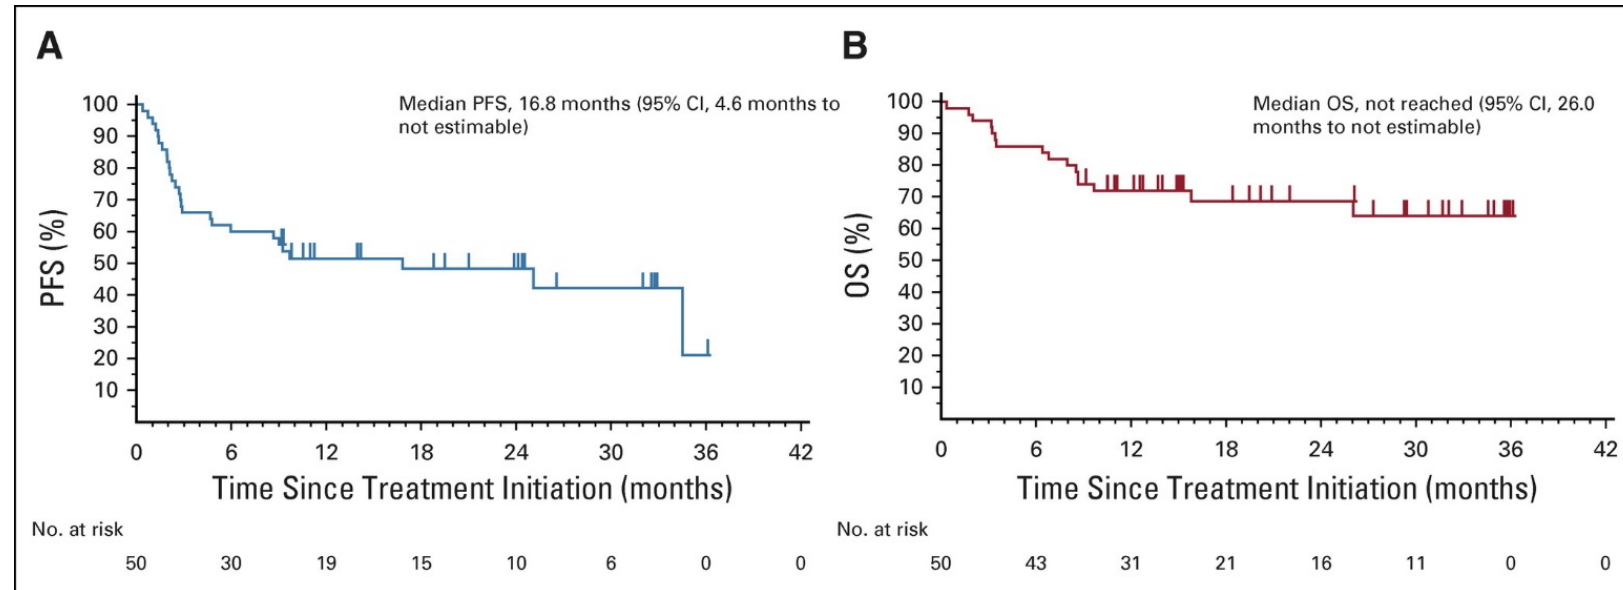 A
Median PFS, 16.8 months (95% CI, 4.6 months to
not estimable)
PFS (%)
100
90
80
70
60
50
40
30
20
10
0 6 12 18 24 30 36 42
Time Since Treatment Initiation (months)
No. at risk
50 30 19 15 10 6 0 0
B
Median OS, not reached (95% CI, 26.0
months to not estimable)
OS (%)
100
90
80
70
60
50
40
30
20
10
0 6 12 18 24 30 36 42
Time Since Treatment Initiation (months)
No. at risk
50 43 31 21 16 11 0 0